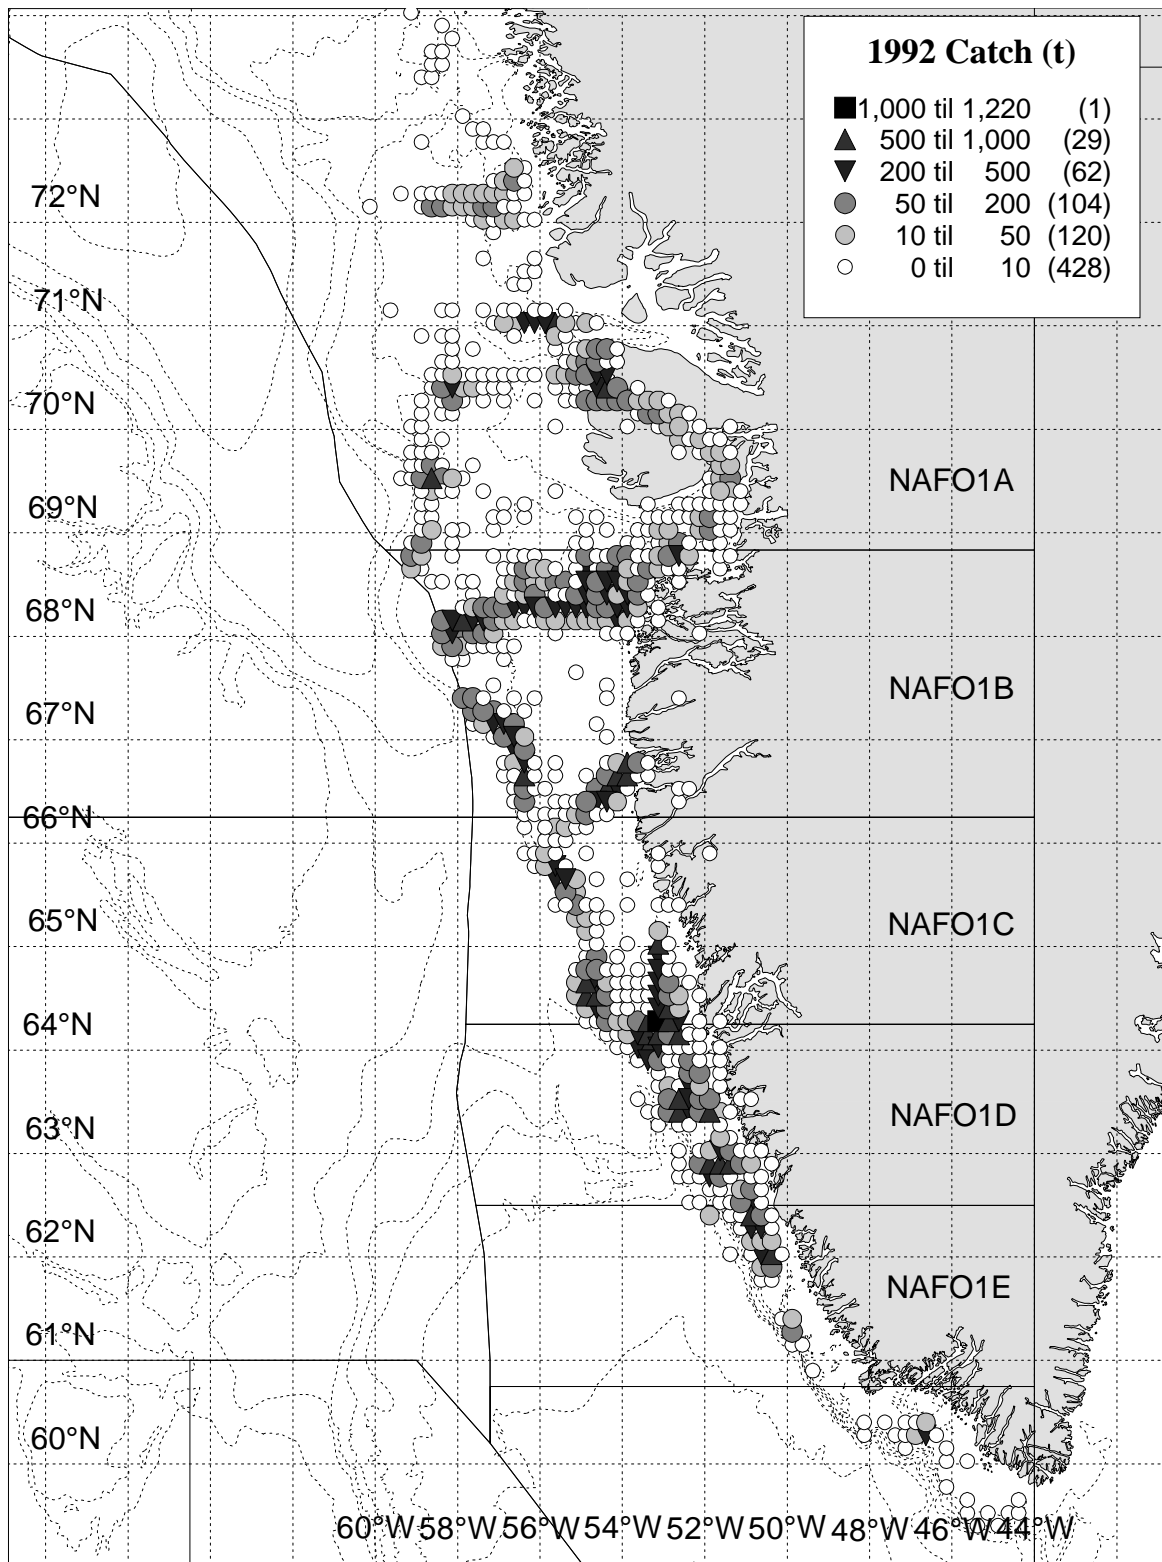 1992 Catch (t)
1,000 til 1,220 (1)
500 til 1,000 (29)
200 til 500 (62)
50 til 200 (104)
10 til 50 (120)
0 til 10 (428)
72°N
71°N
70°N
NAFO1A
69°N
68°N
NAFO1B
67°N
66°N
65°N
NAFO1C
64°N
NAFO1D
63°N
62°N
NAFO1E
61°N
60°N
60°W 58°W 56°W 54°W 52°W 50°W 48°W 46°W 44°W